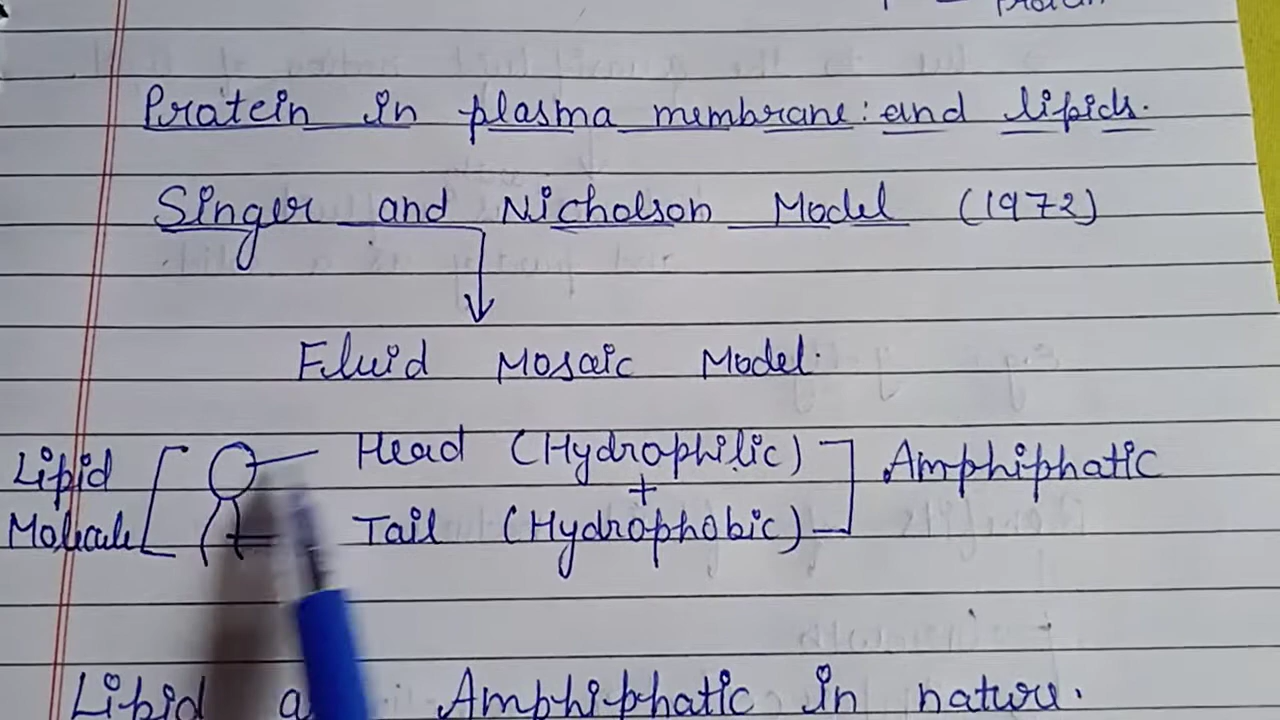 Protein in plasma membrane: and lipids.
Singer and Nicholson Model (1972)
Fluid Mosaic Model.
Lipid Molecule Head (Hydrophilic) Amphiphatic
+
Tail (Hydrophobic)
Lipid Amphiphatic in nature.